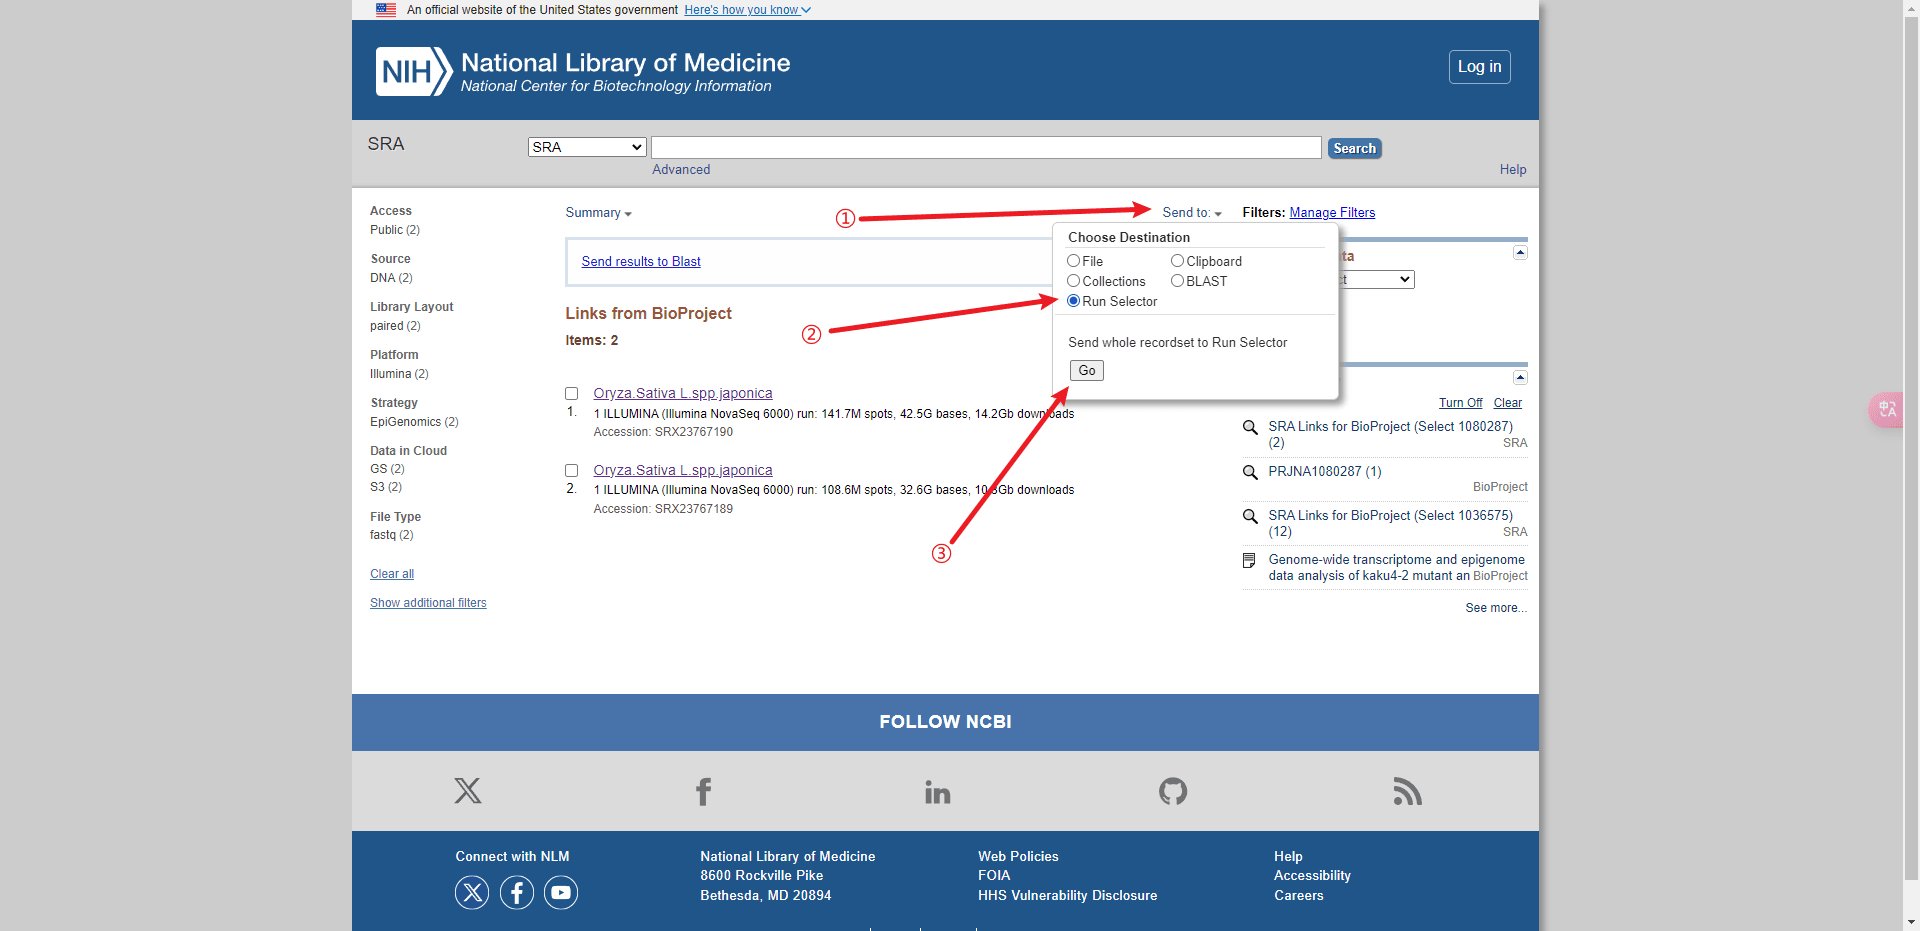 An official website of the United States government Here's how you know
NIH National Library of Medicine
National Center for Biotechnology Information
Log in
SRA
SRA
Search
Advanced
Help
Access
Public (2)
Source
DNA (2)
Library Layout
paired (2)
Platform
Illumina (2)
Strategy
EpiGenomics (2)
Data in Cloud
GS (2)
S3 (2)
File Type
fastq (2)
Clear all
Show additional filters
Summary
①
Send to:
Filters: Manage Filters
Send results to Blast
Choose Destination
File
Clipboard
Collections
BLAST
Run Selector
Send whole recordset to Run Selector
Go
②
③
Links from BioProject
Items: 2
Oryza.Sativa L.spp.japonica
1. 1 ILLUMINA (Illumina NovaSeq 6000) run: 141.7M spots, 42.5G bases, 14.2Gb downloads
Accession: SRX23767190
Oryza.Sativa L.spp.japonica
2. 1 ILLUMINA (Illumina NovaSeq 6000) run: 108.6M spots, 32.6G bases, downloads
Accession: SRX23767189
ta
t
Turn Off Clear
SRA Links for BioProject (Select 1080287)
(2) SRA
PRJNA1080287 (1)
BioProject
SRA Links for BioProject (Select 1036575)
(12) SRA
Genome-wide transcriptome and epigenome
data analysis of kaku4-2 mutant an BioProject
See more...
中
A
FOLLOW NCBI
Connect with NLM
National Library of Medicine
8600 Rockville Pike
Bethesda, MD 20894
Web Policies
FOIA
HHS Vulnerability Disclosure
Help
Accessibility
Careers